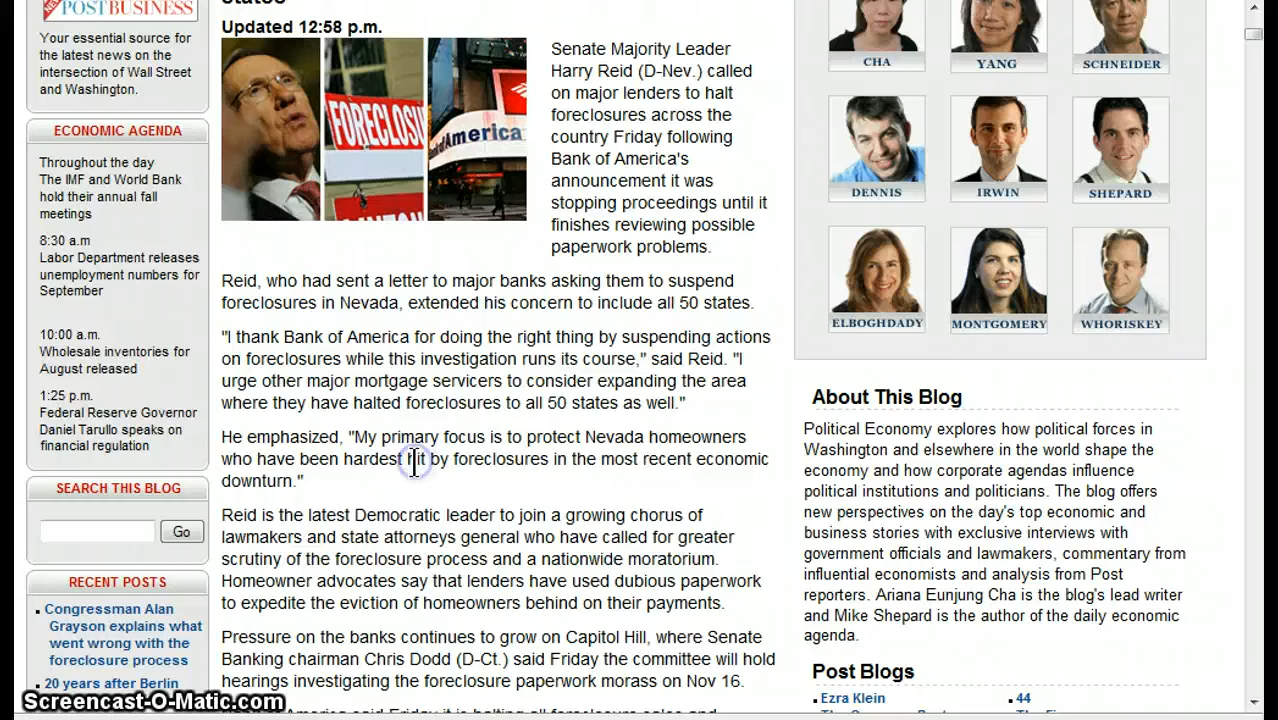 POSTBUSINESS
Your essential source for
the latest news on the
intersection of Wall Street
and Washington.
ECONOMIC AGENDA
Throughout the day
The IMF and World Bank
hold their annual fall
meetings
8:30 a.m
Labor Department releases
unemployment numbers for
September
10:00 a.m.
Wholesale inventories for
August released
1:25 p.m.
Federal Reserve Governor
Daniel Tarullo speaks on
financial regulation
SEARCH THIS BLOG
Go
RECENT POSTS
Congressman Alan
Grayson explains what
went wrong with the
foreclosure process
20 years after Berlin
Updated 12:58 p.m.
FORECLOS
America
Senate Majority Leader
Harry Reid (D-Nev.) called
on major lenders to halt
foreclosures across the
country Friday following
Bank of America's
announcement it was
stopping proceedings until it
finishes reviewing possible
paperwork problems.
Reid, who had sent a letter to major banks asking them to suspend
foreclosures in Nevada, extended his concern to include all 50 states.
"I thank Bank of America for doing the right thing by suspending actions
on foreclosures while this investigation runs its course," said Reid. "I
urge other major mortgage servicers to consider expanding the area
where they have halted foreclosures to all 50 states as well."
He emphasized, "My primary focus is to protect Nevada homeowners
who have been hardest hit by foreclosures in the most recent economic
downturn."
Reid is the latest Democratic leader to join a growing chorus of
lawmakers and state attorneys general who have called for greater
scrutiny of the foreclosure process and a nationwide moratorium.
Homeowner advocates say that lenders have used dubious paperwork
to expedite the eviction of homeowners behind on their payments.
Pressure on the banks continues to grow on Capitol Hill, where Senate
Banking chairman Chris Dodd (D-Ct.) said Friday the committee will hold
hearings investigating the foreclosure paperwork morass on Nov 16.
CHA YANG SCHNEIDER
DENNIS IRWIN SHEPARD
ELBOGHDADY MONTGOMERY WHORISKEY
About This Blog
Political Economy explores how political forces in
Washington and elsewhere in the world shape the
economy and how corporate agendas influence
political institutions and politicians. The blog offers
new perspectives on the day's top economic and
business stories with exclusive interviews with
government officials and lawmakers, commentary from
influential economists and analysis from Post
reporters. Ariana Eunjung Cha is the blog's lead writer
and Mike Shepard is the author of the daily economic
agenda.
Post Blogs
Ezra Klein 44
Screencast-O-Matic.com